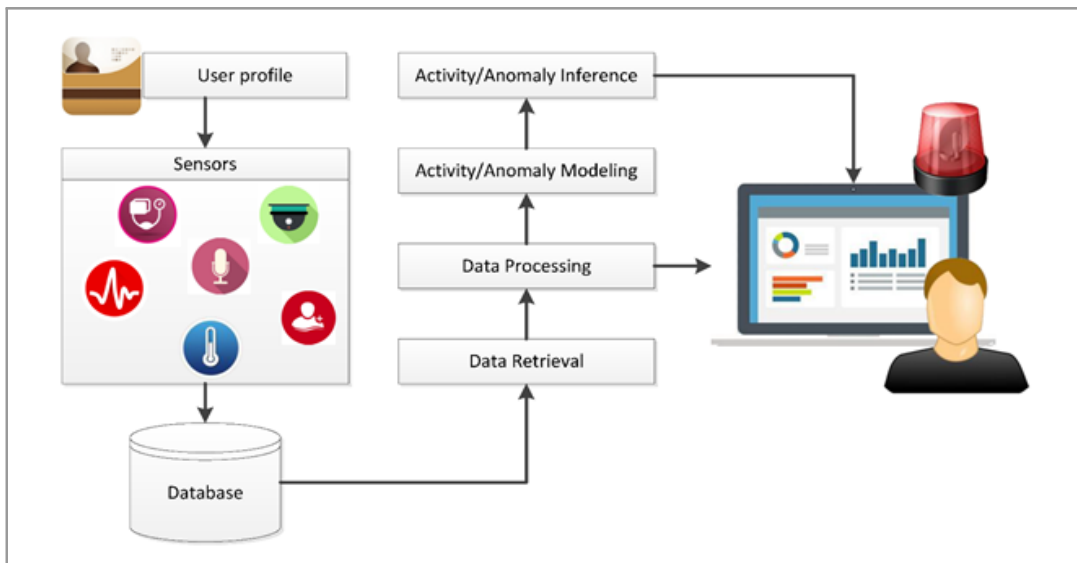 User profile
Sensors
Database
Activity/Anomaly Inference
Activity/Anomaly Modeling
Data Processing
Data Retrieval